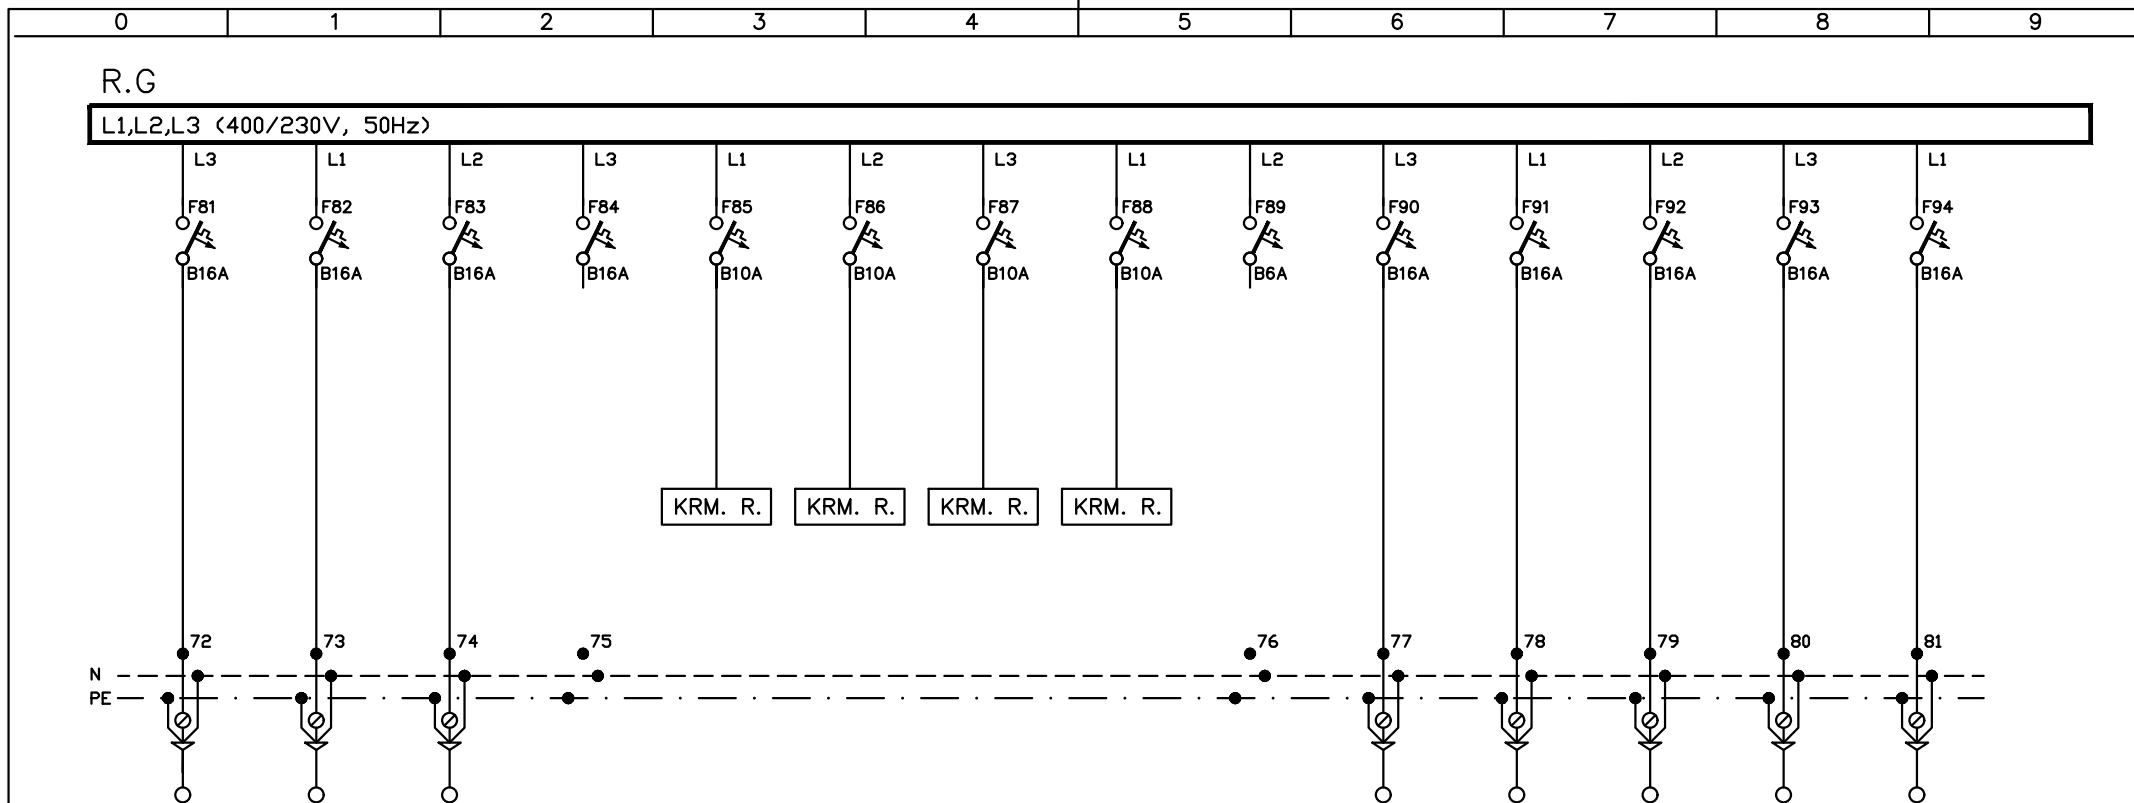 0 1 2 3 4 5 6 7 8 9
R.G
L1,L2,L3 (400/230V, 50Hz)
L3 L1 L2 L3 L1 L2 L3 L1 L2 L3 L1 L2 L3 L1
F81 F82 F83 F84 F85 F86 F87 F88 F89 F90 F91 F92 F93 F94
B16A B16A B16A B16A B10A B10A B10A B10A B6A B16A B16A B16A B16A B16A
KRM. R. KRM. R. KRM. R. KRM. R.
72 73 74 75 76 77 78 79 80 81
N
PE